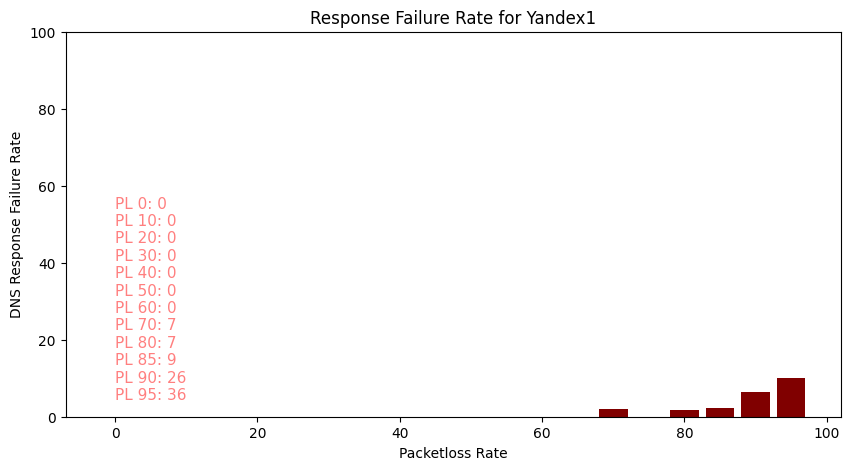 Response Failure Rate for Yandex1
100
80
60
40
20
0
DNS Response Failure Rate
PL 0: 0
PL 10: 0
PL 20: 0
PL 30: 0
PL 40: 0
PL 50: 0
PL 60: 0
PL 70: 7
PL 80: 7
PL 85: 9
PL 90: 26
PL 95: 36
0 20 40 60 80 100
Packetloss Rate